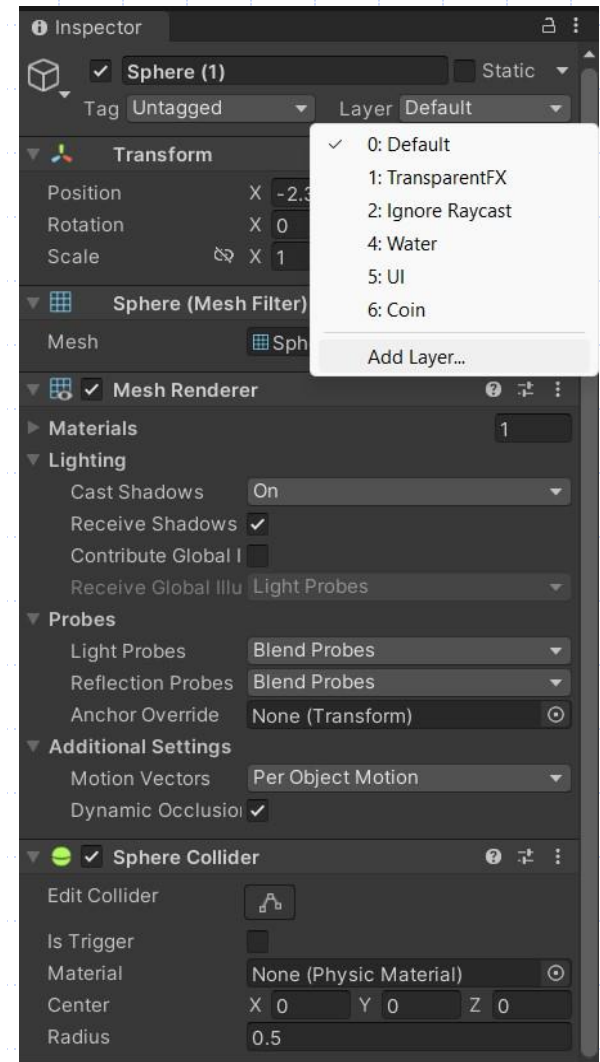 Inspector
Sphere (1) Static
Tag Untagged Layer Default
0: Default
1: TransparentFX
2: Ignore Raycast
4: Water
5: UI
6: Coin
Add Layer...
Transform
Position X -2.3
Rotation X 0
Scale X 1
Sphere (Mesh Filter)
Mesh Sph
Mesh Renderer
Materials 1
Lighting
Cast Shadows On
Receive Shadows
Contribute Global I
Receive Global Illu Light Probes
Probes
Light Probes Blend Probes
Reflection Probes Blend Probes
Anchor Override None (Transform)
Additional Settings
Motion Vectors Per Object Motion
Dynamic Occlusio
Sphere Collider
Edit Collider
Is Trigger
Material None (Physic Material)
Center X 0 Y 0 Z 0
Radius 0.5